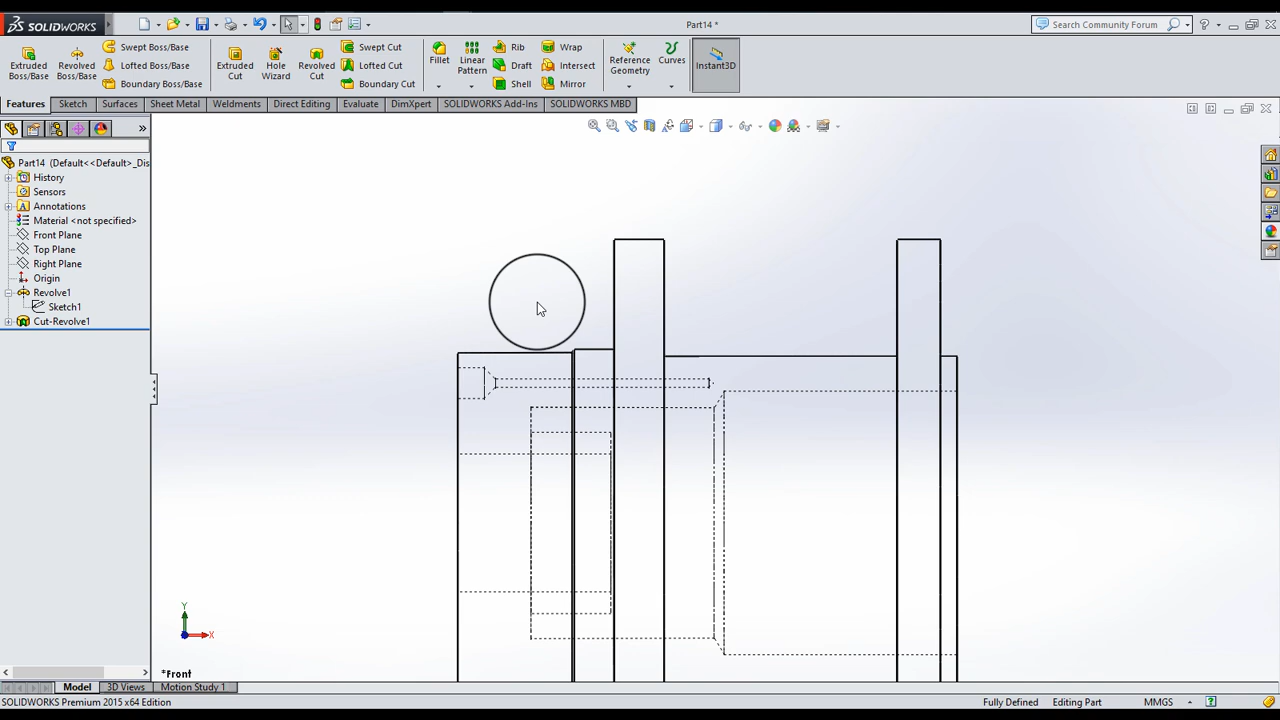 SOLIDWORKS
Part14 *
Search Community Forum
Extruded Boss/Base
Revolved Boss/Base
Swept Boss/Base
Lofted Boss/Base
Boundary Boss/Base
Extruded Cut
Hole Wizard
Revolved Cut
Swept Cut
Lofted Cut
Boundary Cut
Fillet
Linear Pattern
Rib
Draft
Shell
Wrap
Intersect
Mirror
Reference Geometry
Curves
Instant3D
Features
Sketch
Surfaces
Sheet Metal
Weldments
Direct Editing
Evaluate
DimXpert
SOLIDWORKS Add-Ins
SOLIDWORKS MBD
Part14 (Default<<Default>_Dis
History
Sensors
Annotations
Material <not specified>
Front Plane
Top Plane
Right Plane
Origin
Revolve1
Sketch1
Cut-Revolve1
Y
X
*Front
Model
3D Views
Motion Study 1
SOLIDWORKS Premium 2015 x64 Edition
Fully Defined
Editing Part
MMGS